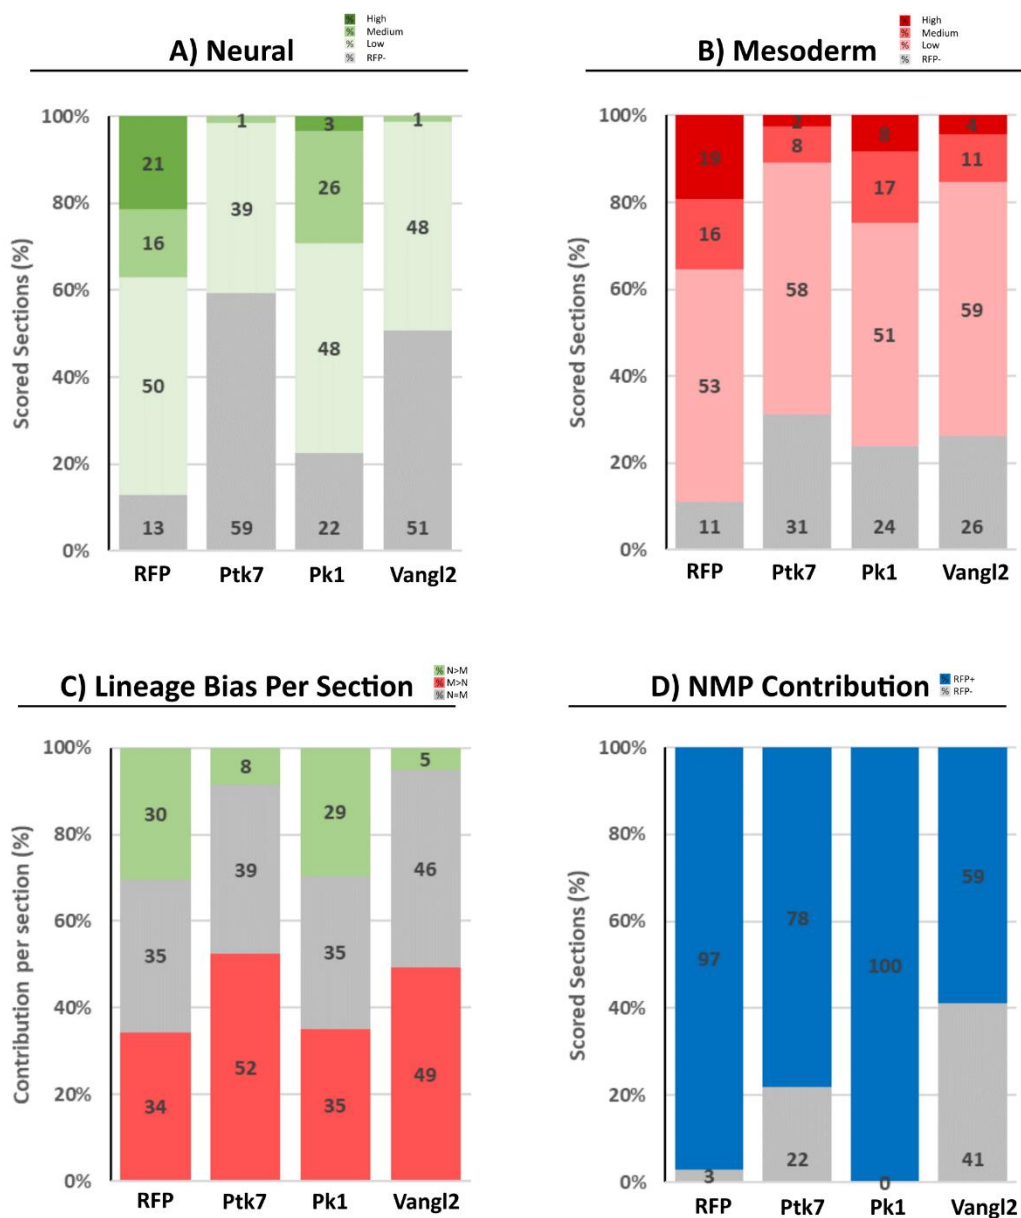 A) Neural
% High
% Medium
% Low
% RFP-
Scored Sections (%)
100%
80%
60%
40%
20%
0%
21
16
50
13
1
39
59
3
26
48
22
1
48
51
RFP
Ptk7
Pk1
Vangl2
B) Mesoderm
% High
% Medium
% Low
% RFP-
Scored Sections (%)
100%
80%
60%
40%
20%
0%
19
16
53
11
2
8
58
31
8
17
51
24
4
11
59
26
RFP
Ptk7
Pk1
Vangl2
C) Lineage Bias Per Section
% N>M
% M>N
% N=M
Contribution per section (%)
100%
80%
60%
40%
20%
0%
30
35
34
8
39
52
29
35
35
5
46
49
RFP
Ptk7
Pk1
Vangl2
D) NMP Contribution
% RFP+
% RFP-
Scored Sections (%)
100%
80%
60%
40%
20%
0%
97
3
78
22
100
0
59
41
RFP
Ptk7
Pk1
Vangl2